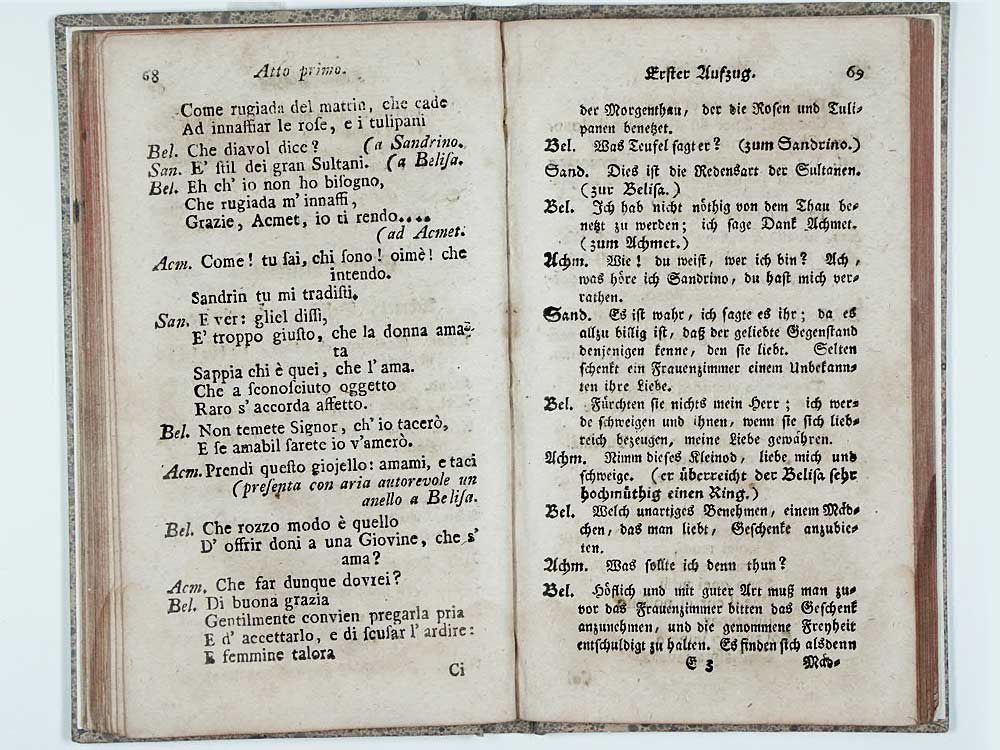 68
Atto primo.
Come rugiada del mattin, che cade
Ad innaffiar le roſe, e i tulipani
Bel. Che diavol dice? (a Sandrino.
San. E' ſtil dei gran Sultani. (a Beliſa.
Bel. Eh ch' io non ho biſogno,
Che rugiada m' innaffi,
Grazie, Acmet, io ti rendo....
(ad Acmet.
Acm. Come! tu ſai, chi ſono! oimè! che
intendo.
Sandrin tu mi tradiſti.
San. E ver: gliel diſſi,
E' troppo giuſto, che la donna ama-
ta
Sappia chi è quei, che l' ama.
Che a ſconoſciuto oggetto
Raro s' accorda affetto.
Bel. Non temete Signor, ch' io tacerò,
E ſe amabil ſarete io v'amerò.
Acm. Prendi queſto giojello: amami, e taci
(preſenta con aria autorevole un
anello a Beliſa.
Bel. Che rozzo modo è quello
D' offrir doni a una Giovine, che s'
ama?
Acm. Che far dunque dovrei?
Bel. Di buona grazia
Gentilmente convien pregarla pria
E d' accettarlo, e di ſcuſar l' ardire:
E femmine talora
Ci
Erſter Aufzug.
69
der Morgenthau, der die Roſen und Tuli-
panen benetzet.
Bel. Was Teufel ſagt er? (zum Sandrino.)
Sand. Dies iſt die Redensart der Sultanen.
(zur Beliſa.)
Bel. Ich hab nicht nöthig von dem Thau be-
netzt zu werden; ich ſage Dank Achmet.
(zum Achmet.)
Achm. Wie! du weiſt, wer ich bin? Ach,
was höre ich Sandrino, du haſt mich ver-
rathen.
Sand. Es iſt wahr, ich ſagte es ihr; da es
allzu billig iſt, daß der geliebte Gegenſtand
denjenigen kenne, den ſie liebt. Selten
ſchenkt ein Frauenzimmer einem Unbekann-
ten ihre Liebe.
Bel. Fürchten ſie nichts mein Herr; ich wer-
de ſchweigen und ihnen, wenn ſie ſich lieb-
reich bezeugen, meine Liebe gewähren.
Achm. Nimm dieſes Kleinod, liebe mich und
ſchweige. (er überreicht der Beliſa ſehr
hochmüthig einen Ring.)
Bel. Welch unartiges Benehmen, einem Mäd-
chen, das man liebt, Geſchenke anzubie-
ten.
Achm. Was ſollte ich denn thun?
Bel. Höflich und mit guter Art muß man zu-
vor das Frauenzimmer bitten das Geſchenk
anzunehmen, und die genommene Freyheit
entſchuldigt zu halten. Es finden ſich alsdenn
E 3
Mäd-